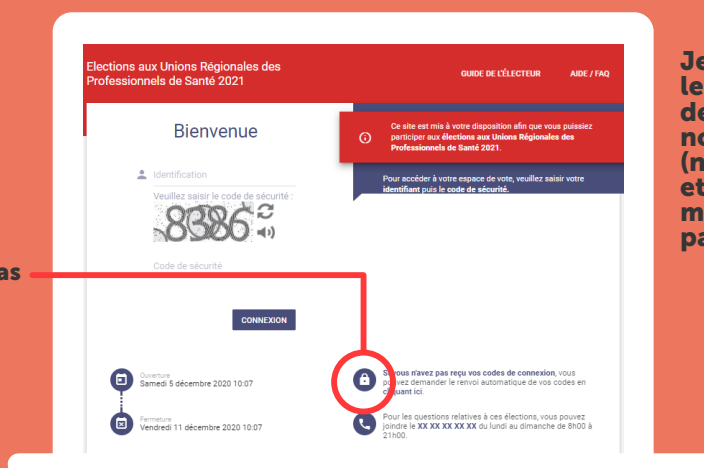 Elections aux Unions Régionales des
Professionnels de Santé 2021
GUIDE DE L'ÉLECTEUR
AIDE / FAQ
Bienvenue
Identification
Veuillez saisir le code de sécurité :
8386
Code de sécurité
CONNEXION
Ce site est mis à votre disposition afin que vous puissiez
participer aux élections aux Unions Régionales des
Professionnels de Santé 2021.
Pour accéder à votre espace de vote, veuillez saisir votre
identifiant puis le code de sécurité.
Ouverture
Samedi 5 décembre 2020 10:07
Fermeture
Vendredi 11 décembre 2020 10:07
Si vous n'avez pas reçu vos codes de connexion, vous
pouvez demander le renvoi automatique de vos codes en
cliquant ici.
Pour les questions relatives à ces élections, vous pouvez
joindre le XX XX XX XX XX du lundi au dimanche de 8h00 à
21h00.
as
Je
le
de
no
(n
et
m
pa